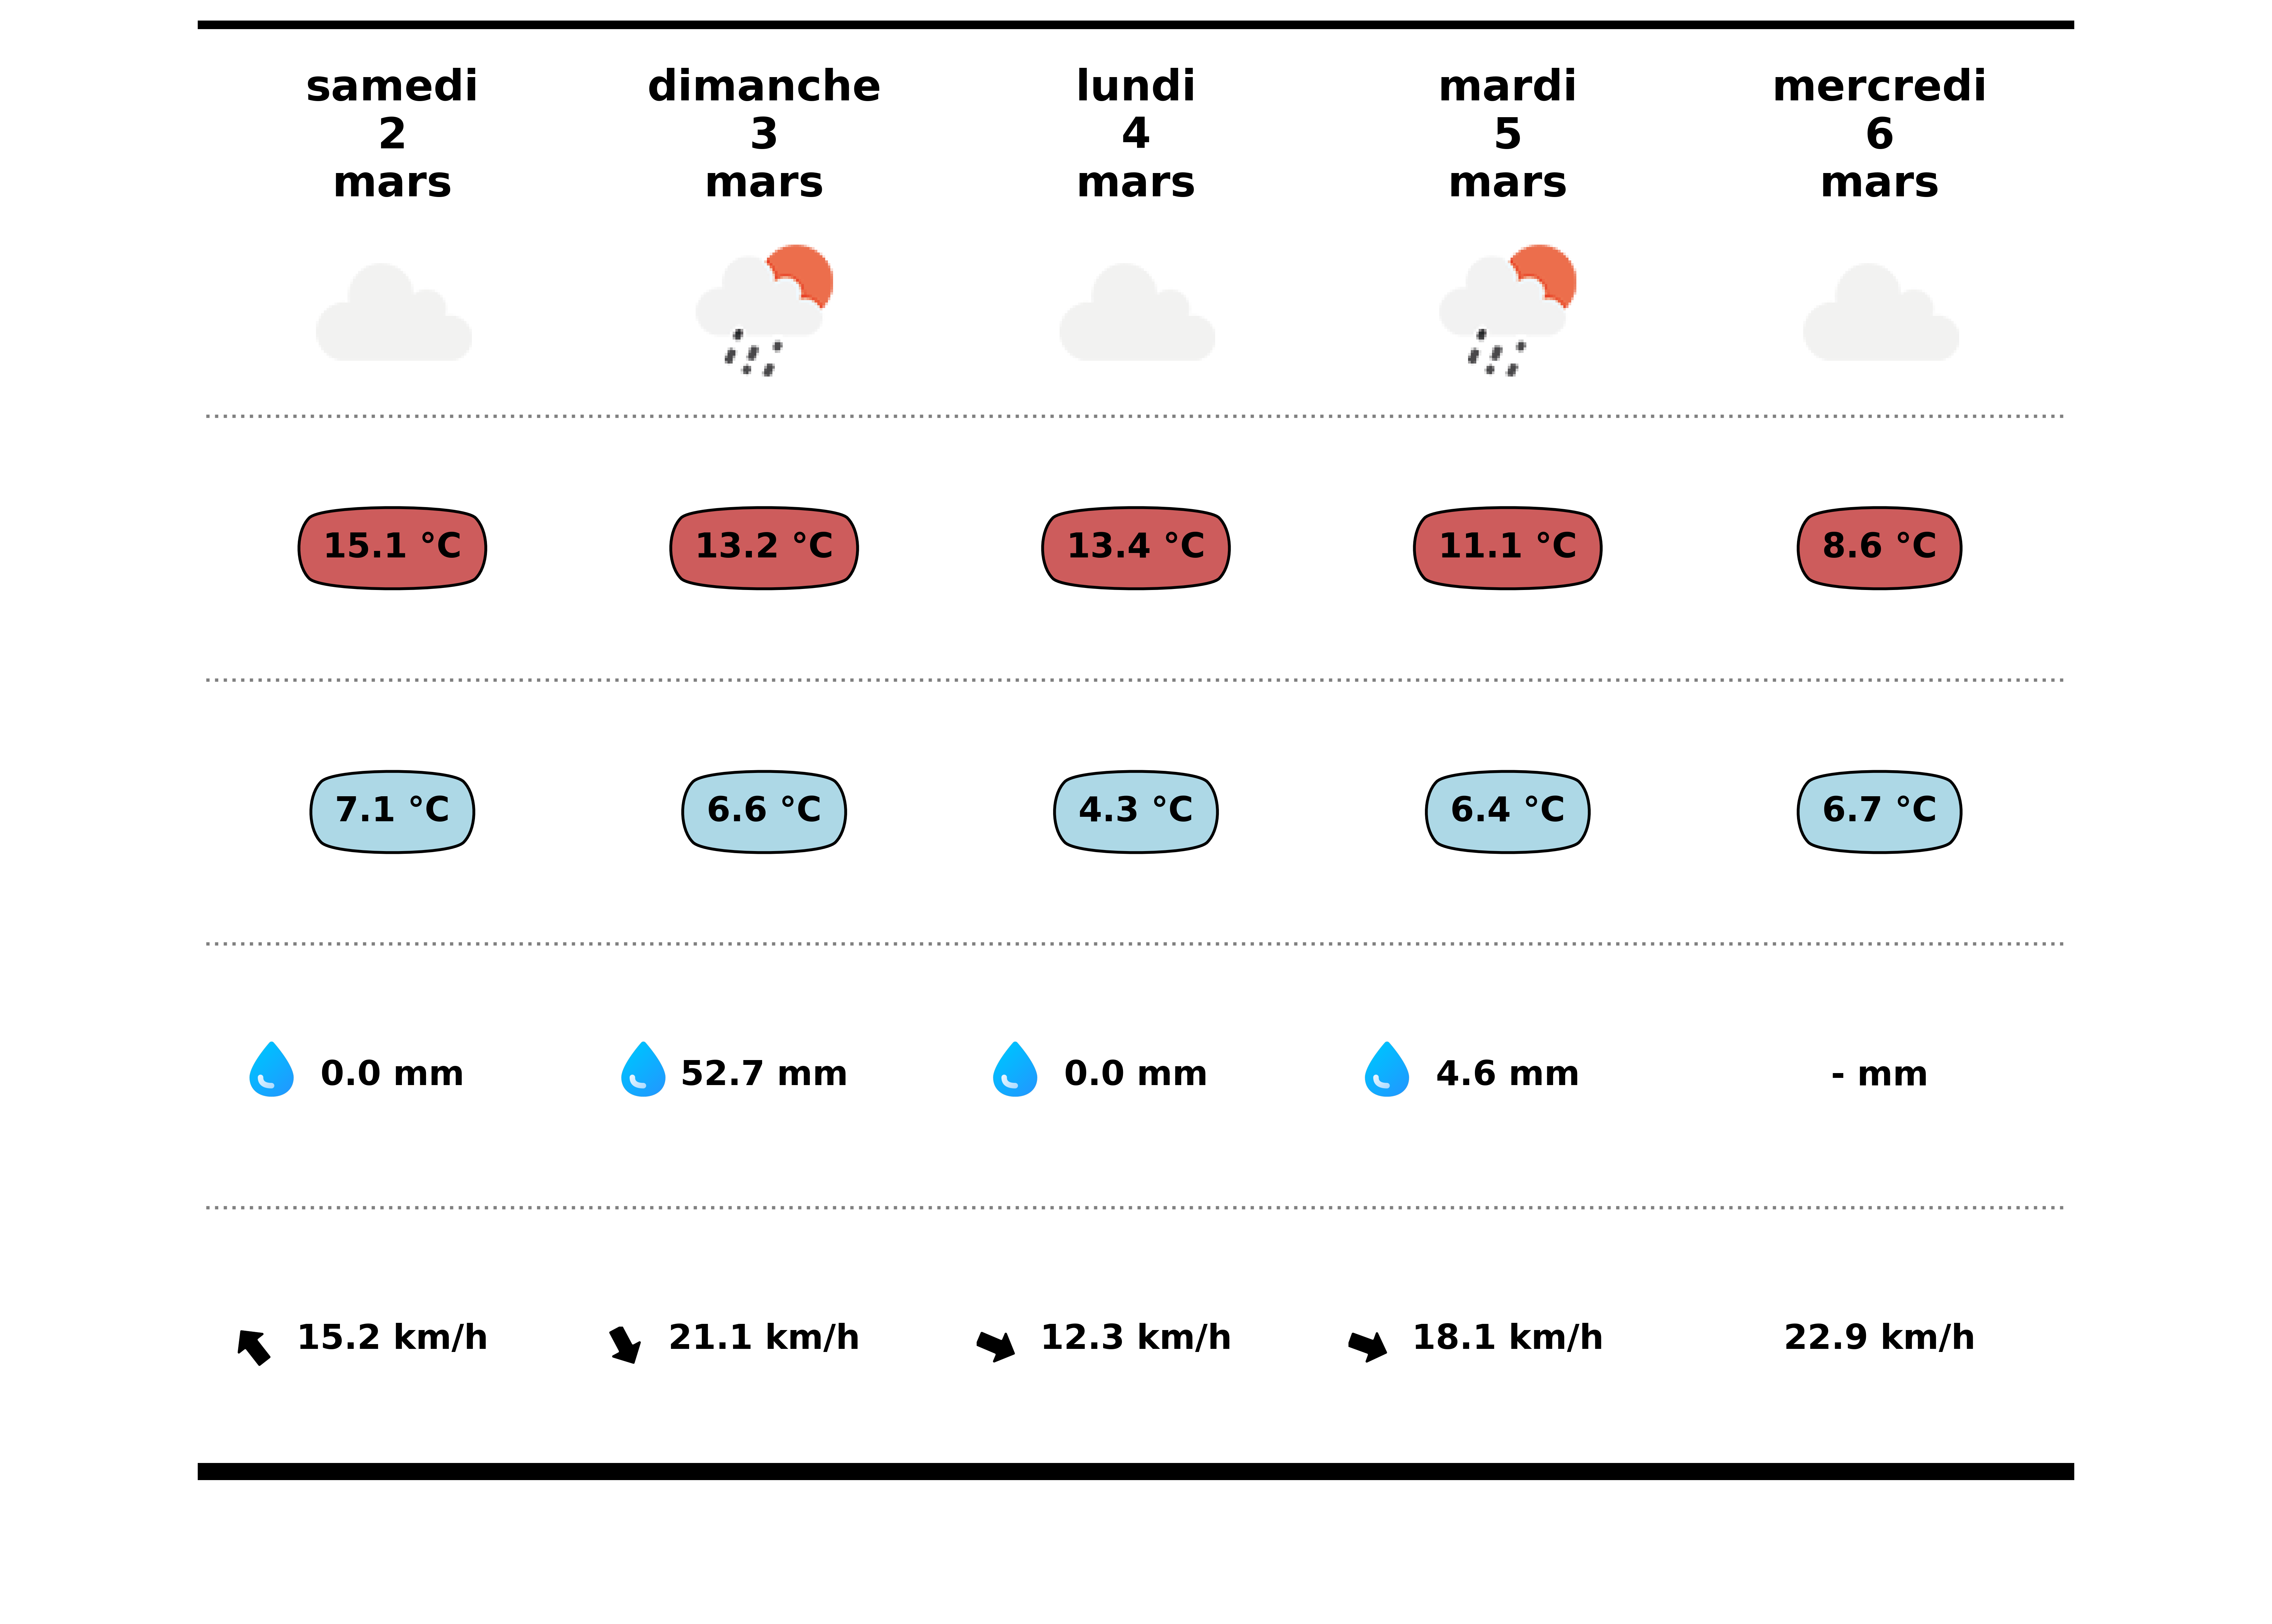 samedi
2
mars
dimanche
3
mars
lundi
4
mars
mardi
5
mars
mercredi
6
mars
15.1 °C
13.2 °C
13.4 °C
11.1 °C
8.6 °C
7.1 °C
6.6 °C
4.3 °C
6.4 °C
6.7 °C
0.0 mm
52.7 mm
0.0 mm
4.6 mm
- mm
15.2 km/h
21.1 km/h
12.3 km/h
18.1 km/h
22.9 km/h